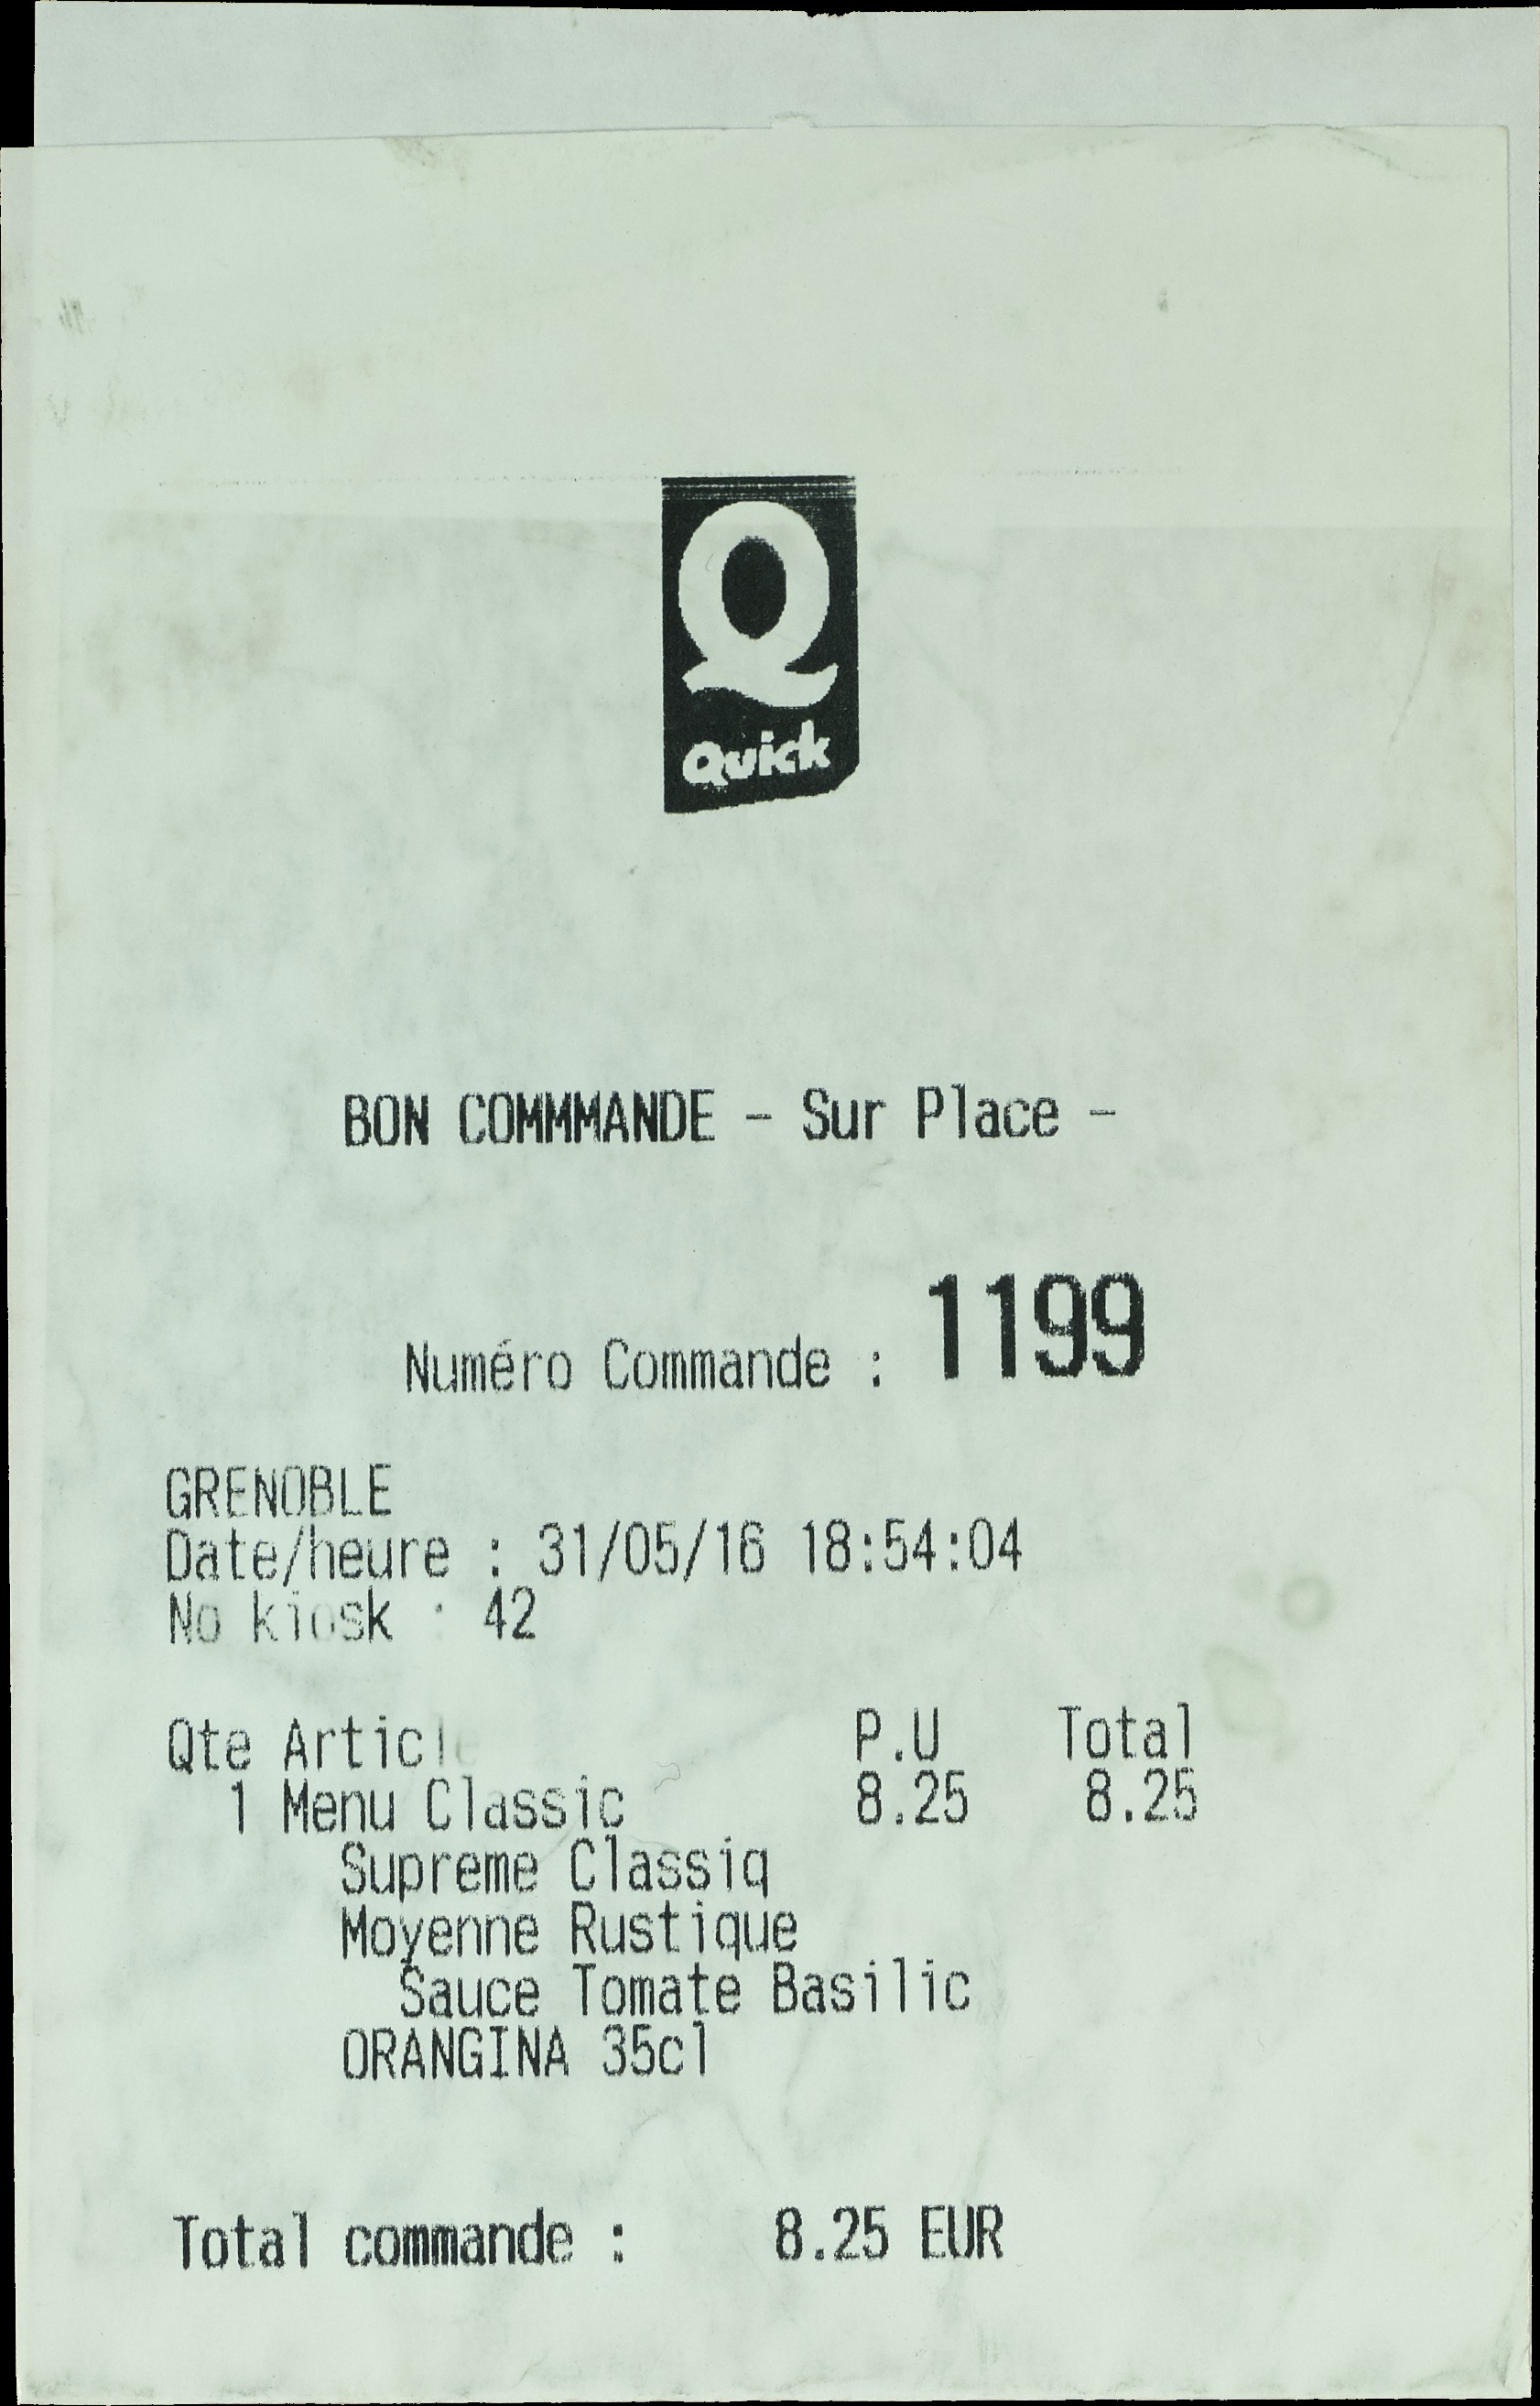 Q
Quick
BON COMMMANDE - Sur Place -
Numéro Commande : 1199
GRENOBLE
Date/heure : 31/05/16 18:54:04
No kiosk : 42
Qte Article P.U Total
1 Menu Classic 8.25 8.25
Supreme Classiq
Moyenne Rustique
Sauce Tomate Basilic
ORANGINA 35cl
Total commande : 8.25 EUR